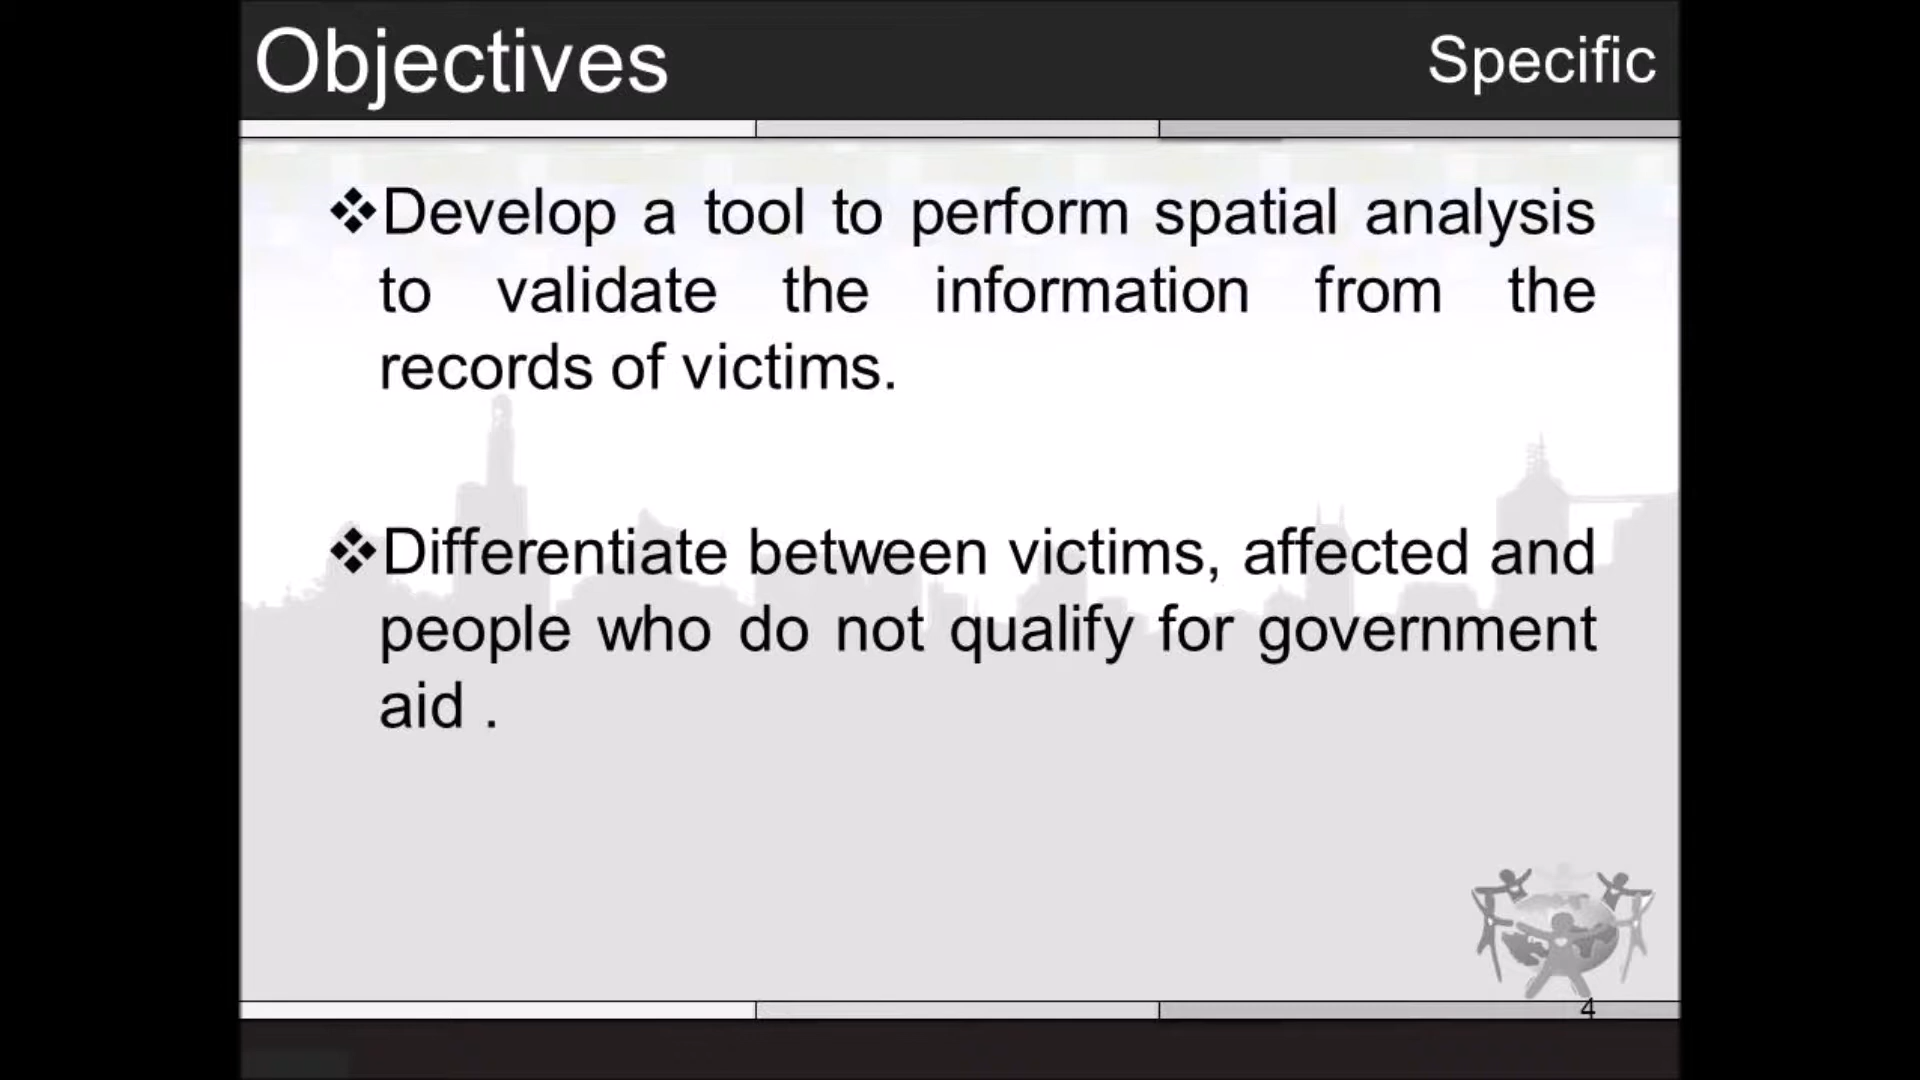 Objectives
Specific
❖Develop a tool to perform spatial analysis
to validate the information from the
records of victims.
❖Differentiate between victims, affected and
people who do not qualify for government
aid .
4